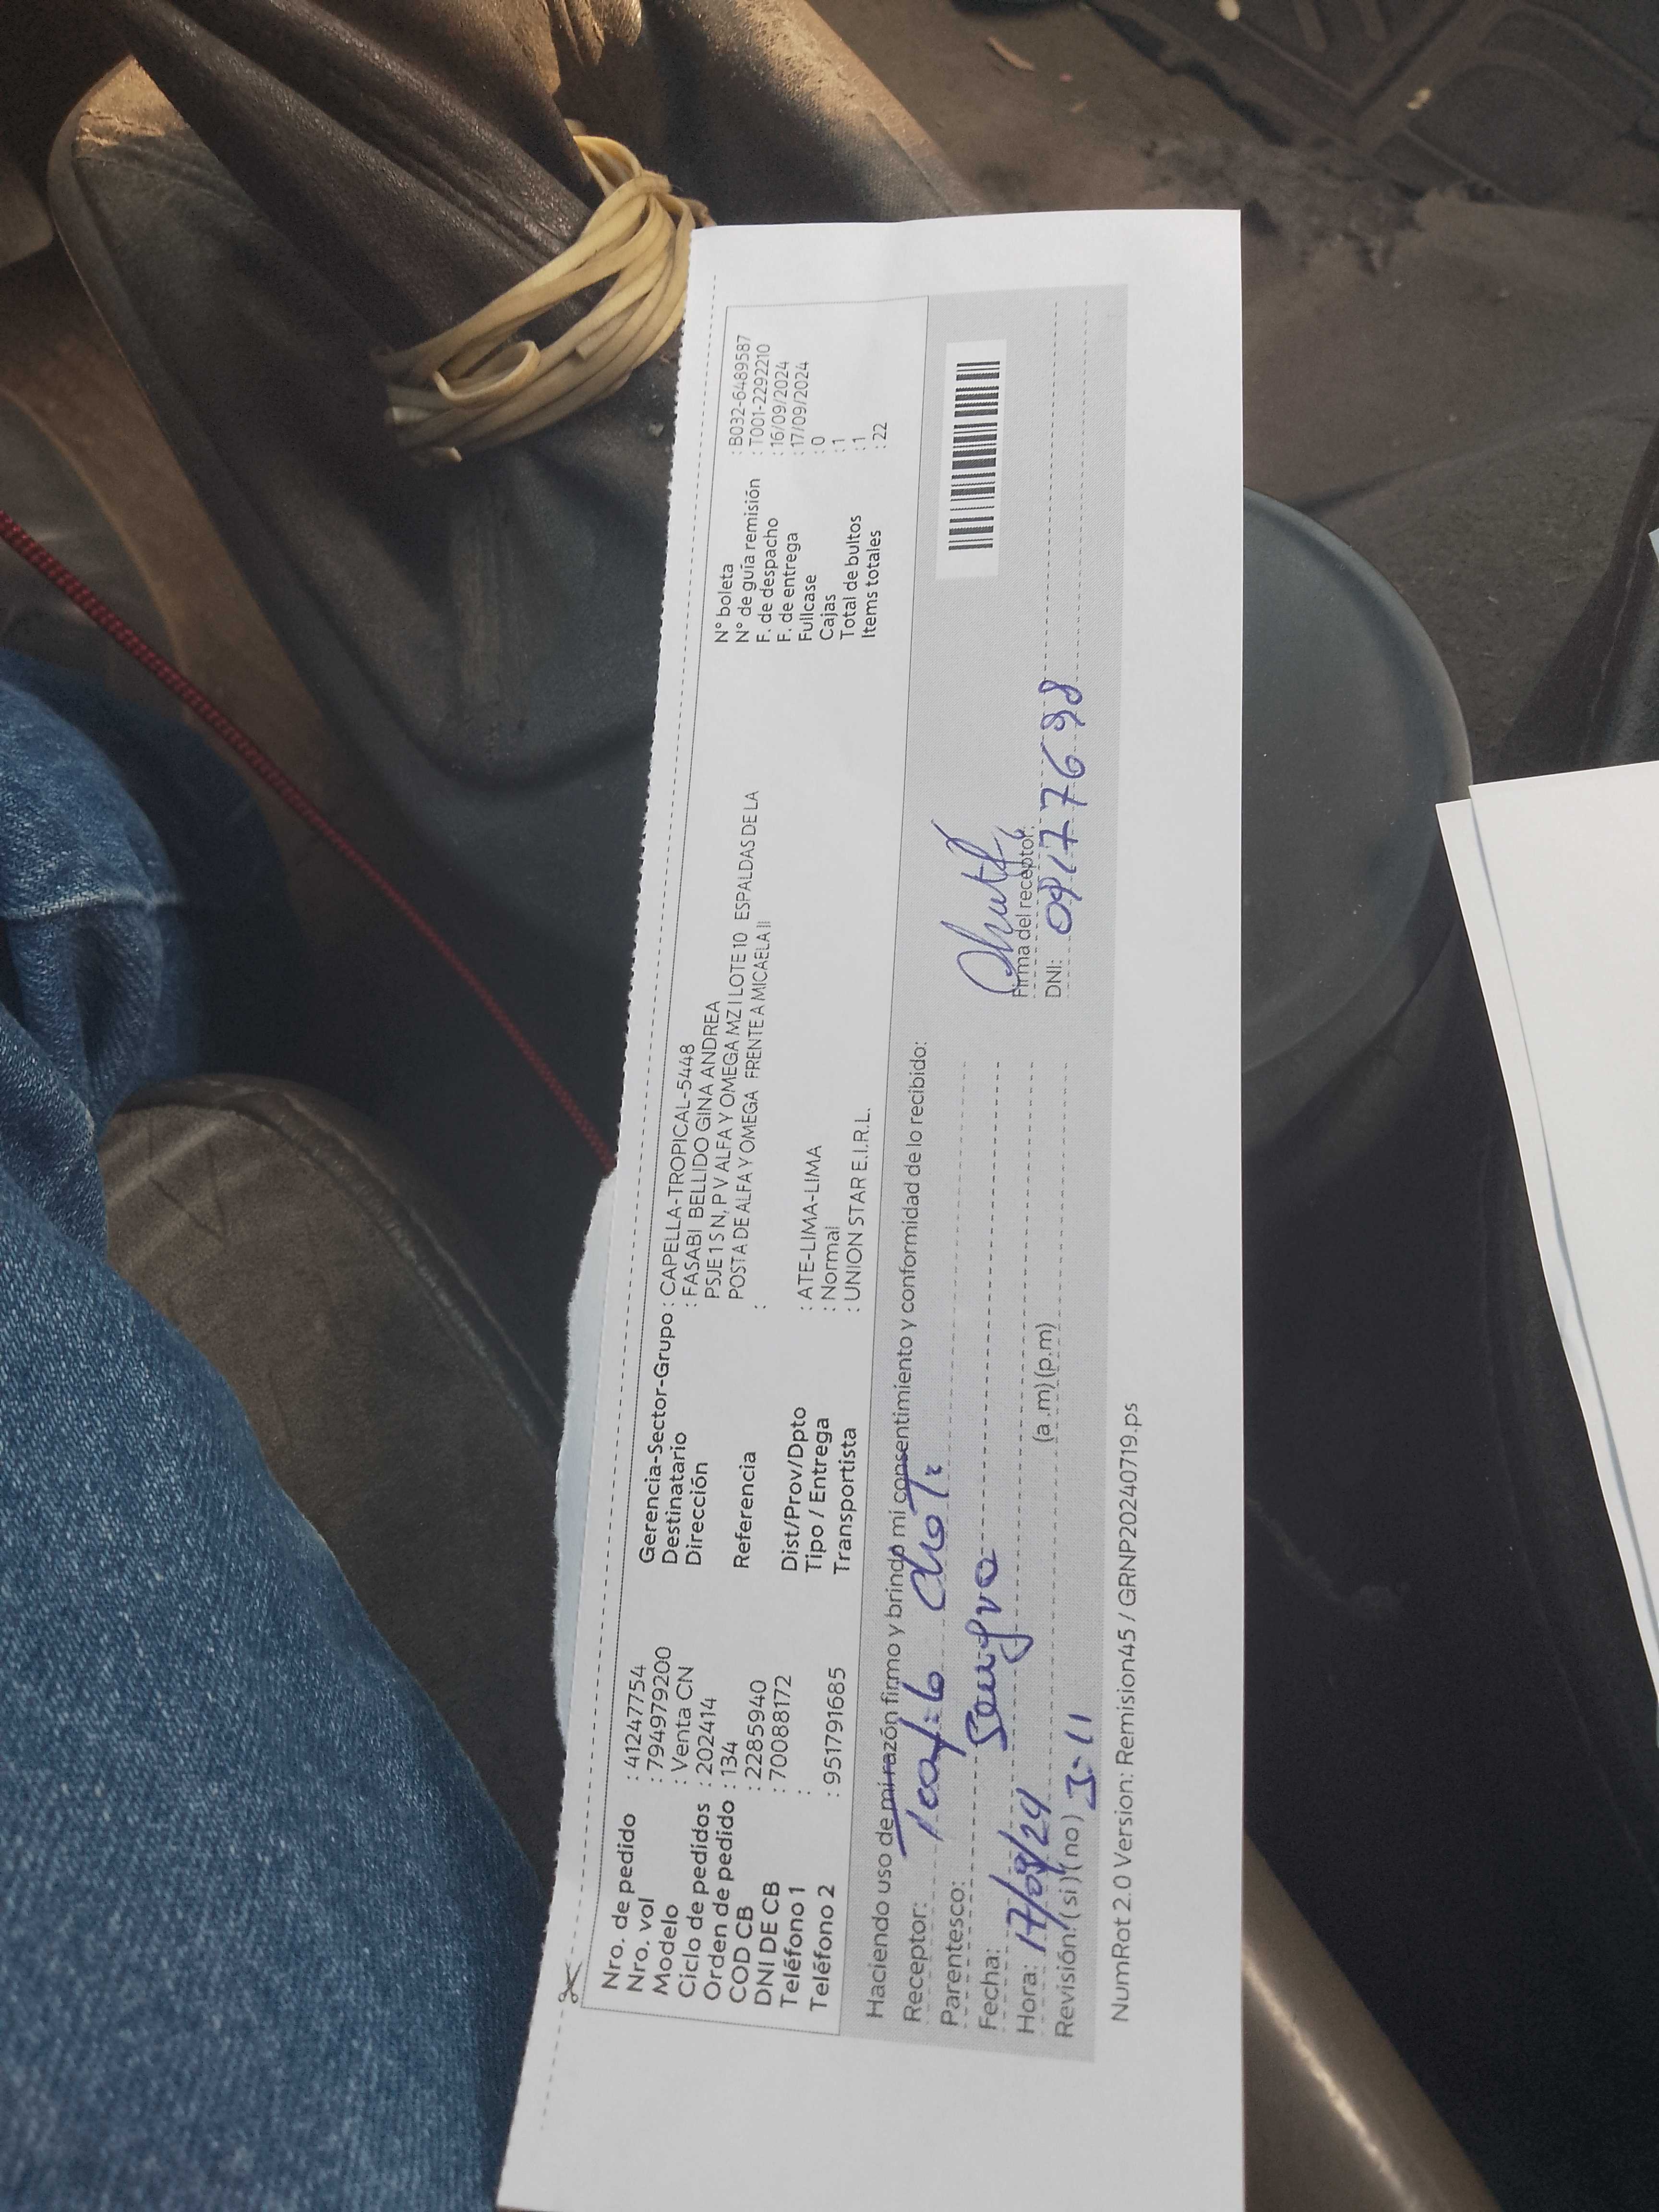 Nro. de pedido : 41247754
Nro. vol : 794979200
Modelo : Venta CN
Ciclo de pedidos : 202414
Orden de pedido : 134
COD CB : 22285940
DNI DE CB : 70088172
Teléfono 1 :
Teléfono 2 : 951791685
Gerencia-Sector-Grupo : CAPELLA-TROPICAL-5448
Destinatario : FASABI BELLIDO GINA ANDREA
Dirección PSJE 1 S N, P V ALFA Y OMEGA MZ I LOTE 10 ESPALDAS DE LA
POSTA DE ALFA Y OMEGA FRENTE A MICAELA II
Referencia :
Dist/Prov/Dpto : ATE-LIMA-LIMA
Tipo / Entrega : Normal
Transportista : UNION STAR E.I.R.L.
N° boleta : B032-6489587
N° de guía remisión : T001-2292210
F. de despacho : 16/09/2024
F. de entrega : 17/09/2024
Fullcase : 0
Cajas : 1
Total de bultos : 1
Items totales : 22
Haciendo uso de mi razón firmo y brindo mi consentimiento y conformidad de lo recibido:
Receptor:
Parentesco: Suegro
Fecha: 17/09/24
Hora: (a.m) (p.m)
Revisión: (si) (no) 3-11
Firma del receptor:
DNI: 09177698
NumRot 2.0 Version: Remision45 / GRNP20240719.ps